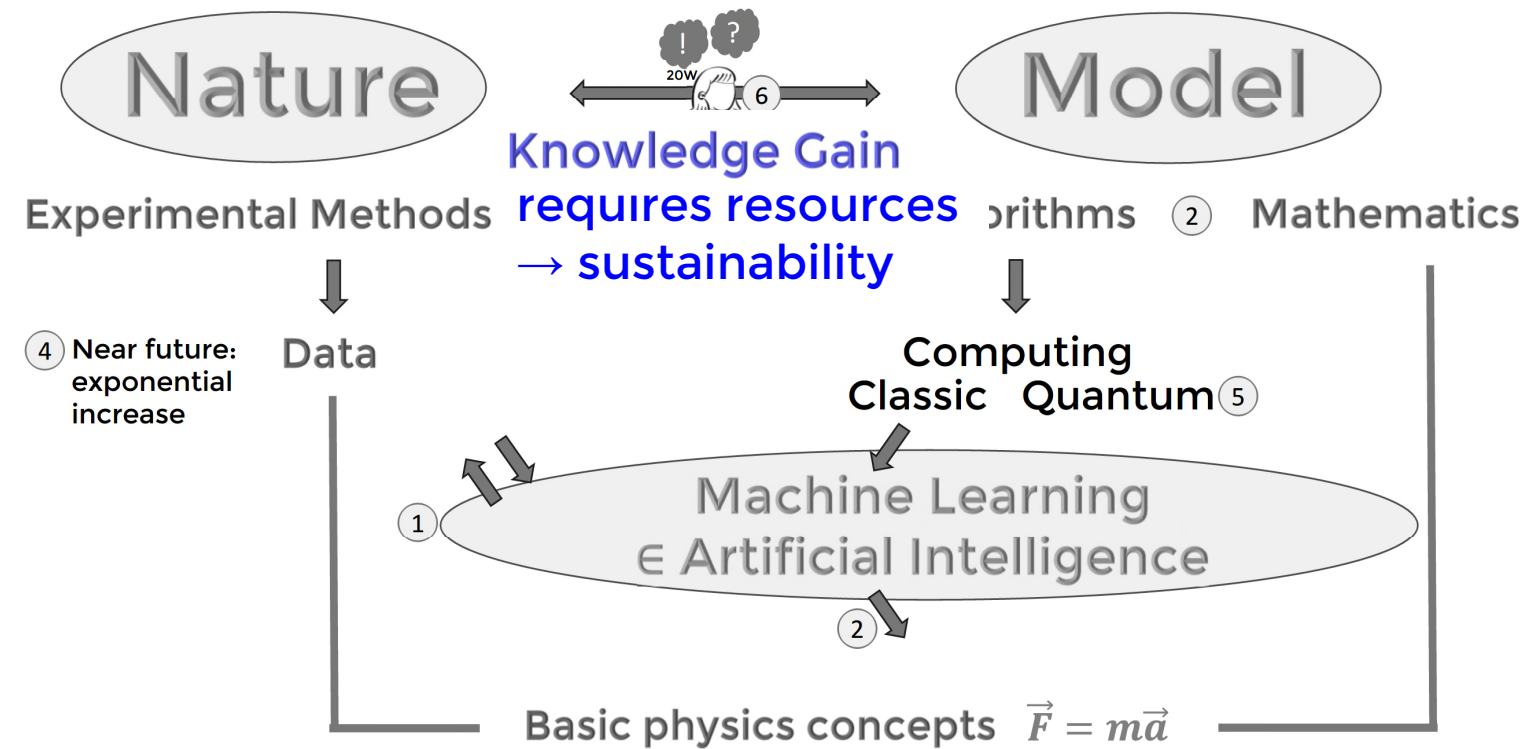 ! ?
20W
Nature
6
Model
Knowledge Gain
Experimental Methods
requires resources
orithms 2 Mathematics
→ sustainability
4 Near future:
exponential
increase
Data
Computing
Classic Quantum 5
Machine Learning
1
∈ Artificial Intelligence
2
Basic physics concepts F⃗ = ma⃗